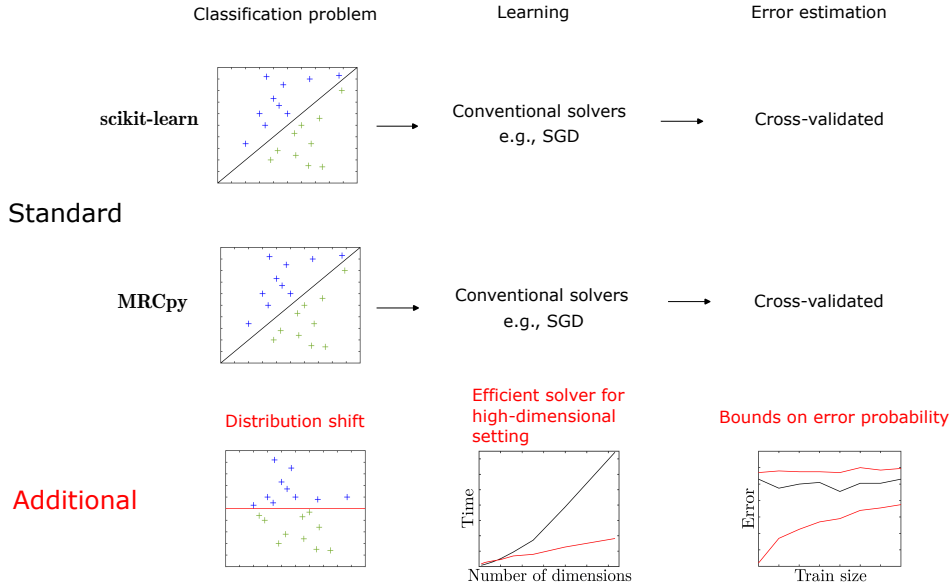 Classification problem
Learning
Error estimation
scikit-learn
Conventional solvers
e.g., SGD
Cross-validated
Standard
MRCpy
Conventional solvers
e.g., SGD
Cross-validated
Distribution shift
Efficient solver for
high-dimensional
setting
Bounds on error probability
Additional
Time
Number of dimensions
Error
Train size